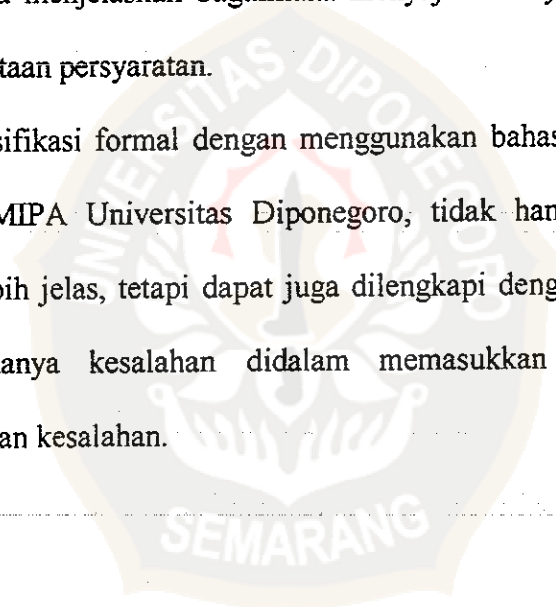 menjelaskan
taan persyaratan.
sifikasi formal dengan menggunakan bahas
MIPA Universitas Diponegoro, tidak han
bih jelas, tetapi dapat juga dilengkapi deng
anya kesalahan didalam memasukkan
an kesalahan.
UNIVERSITAS DIPONEGORO
SEMARANG